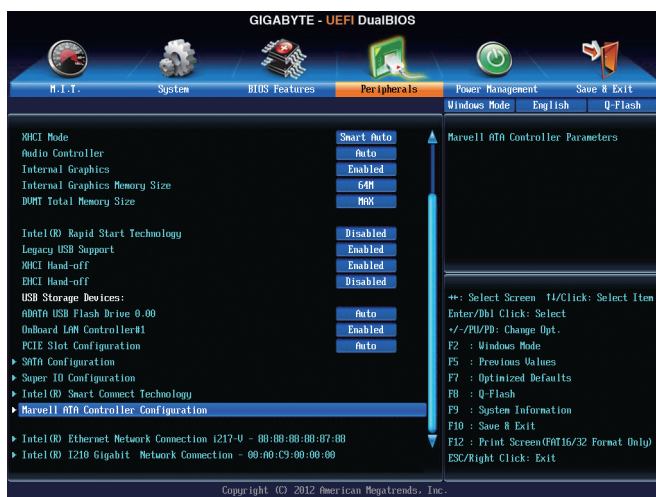 GIGABYTE - UEFI DualBIOS
M.I.T.
System
BIOS Features
Peripherals
Power Management
Save & Exit
Windows Mode
English
Q-Flash
XHCI Mode Smart Auto
Audio Controller Auto
Internal Graphics Enabled
Internal Graphics Memory Size 64M
DVMT Total Memory Size MAX
Intel(R) Rapid Start Technology Disabled
Legacy USB Support Enabled
XHCI Hand-off Enabled
EHCI Hand-off Disabled
USB Storage Devices:
ADATA USB Flash Drive 0.00 Auto
OnBoard LAN Controller#1 Enabled
PCIE Slot Configuration Auto
SATA Configuration
Super IO Configuration
Intel(R) Smart Connect Technology
Marvell ATA Controller Configuration
Intel(R) Ethernet Network Connection i217-V - 88:88:88:88:87:88
Intel(R) I210 Gigabit Network Connection - 00:A0:C9:00:00:00
Marvell ATA Controller Parameters
↔: Select Screen ↑↓/Click: Select Item
Enter/Dbl Click: Select
+/-/PU/PD: Change Opt.
F2 : Windows Mode
F5 : Previous Values
F7 : Optimized Defaults
F8 : Q-Flash
F9 : System Information
F10 : Save & Exit
F12 : Print Screen(FAT16/32 Format Only)
ESC/Right Click: Exit
Copyright (C) 2012 American Megatrends, Inc.